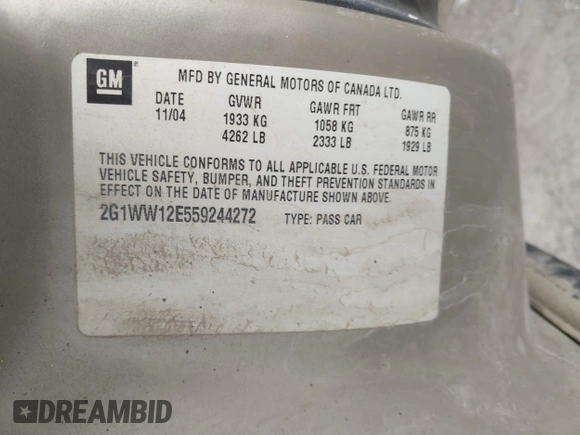 GM ® MFD BY GENERAL MOTORS OF CANADA LTD.
DATE GVWR GAWR FRT GAWR RR
11/04 1933 KG 1058 KG 875 KG
4262 LB 2333 LB 1929 LB
THIS VEHICLE CONFORMS TO ALL APPLICABLE U.S. FEDERAL MOTOR
VEHICLE SAFETY, BUMPER, AND THEFT PREVENTION STANDARDS IN
EFFECT ON THE DATE OF MANUFACTURE SHOWN ABOVE.
2G1WW12E559244272 TYPE: PASS CAR
DREAMBID